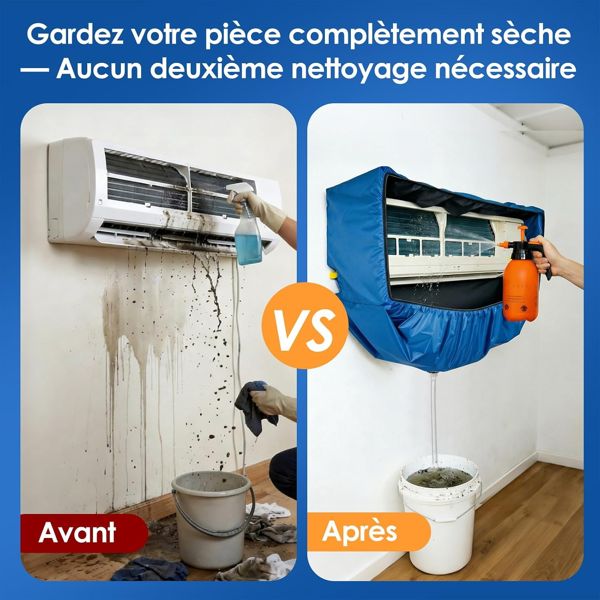 Gardez votre pièce complètement sèche
— Aucun deuxième nettoyage nécessaire
VS
Avant
Après